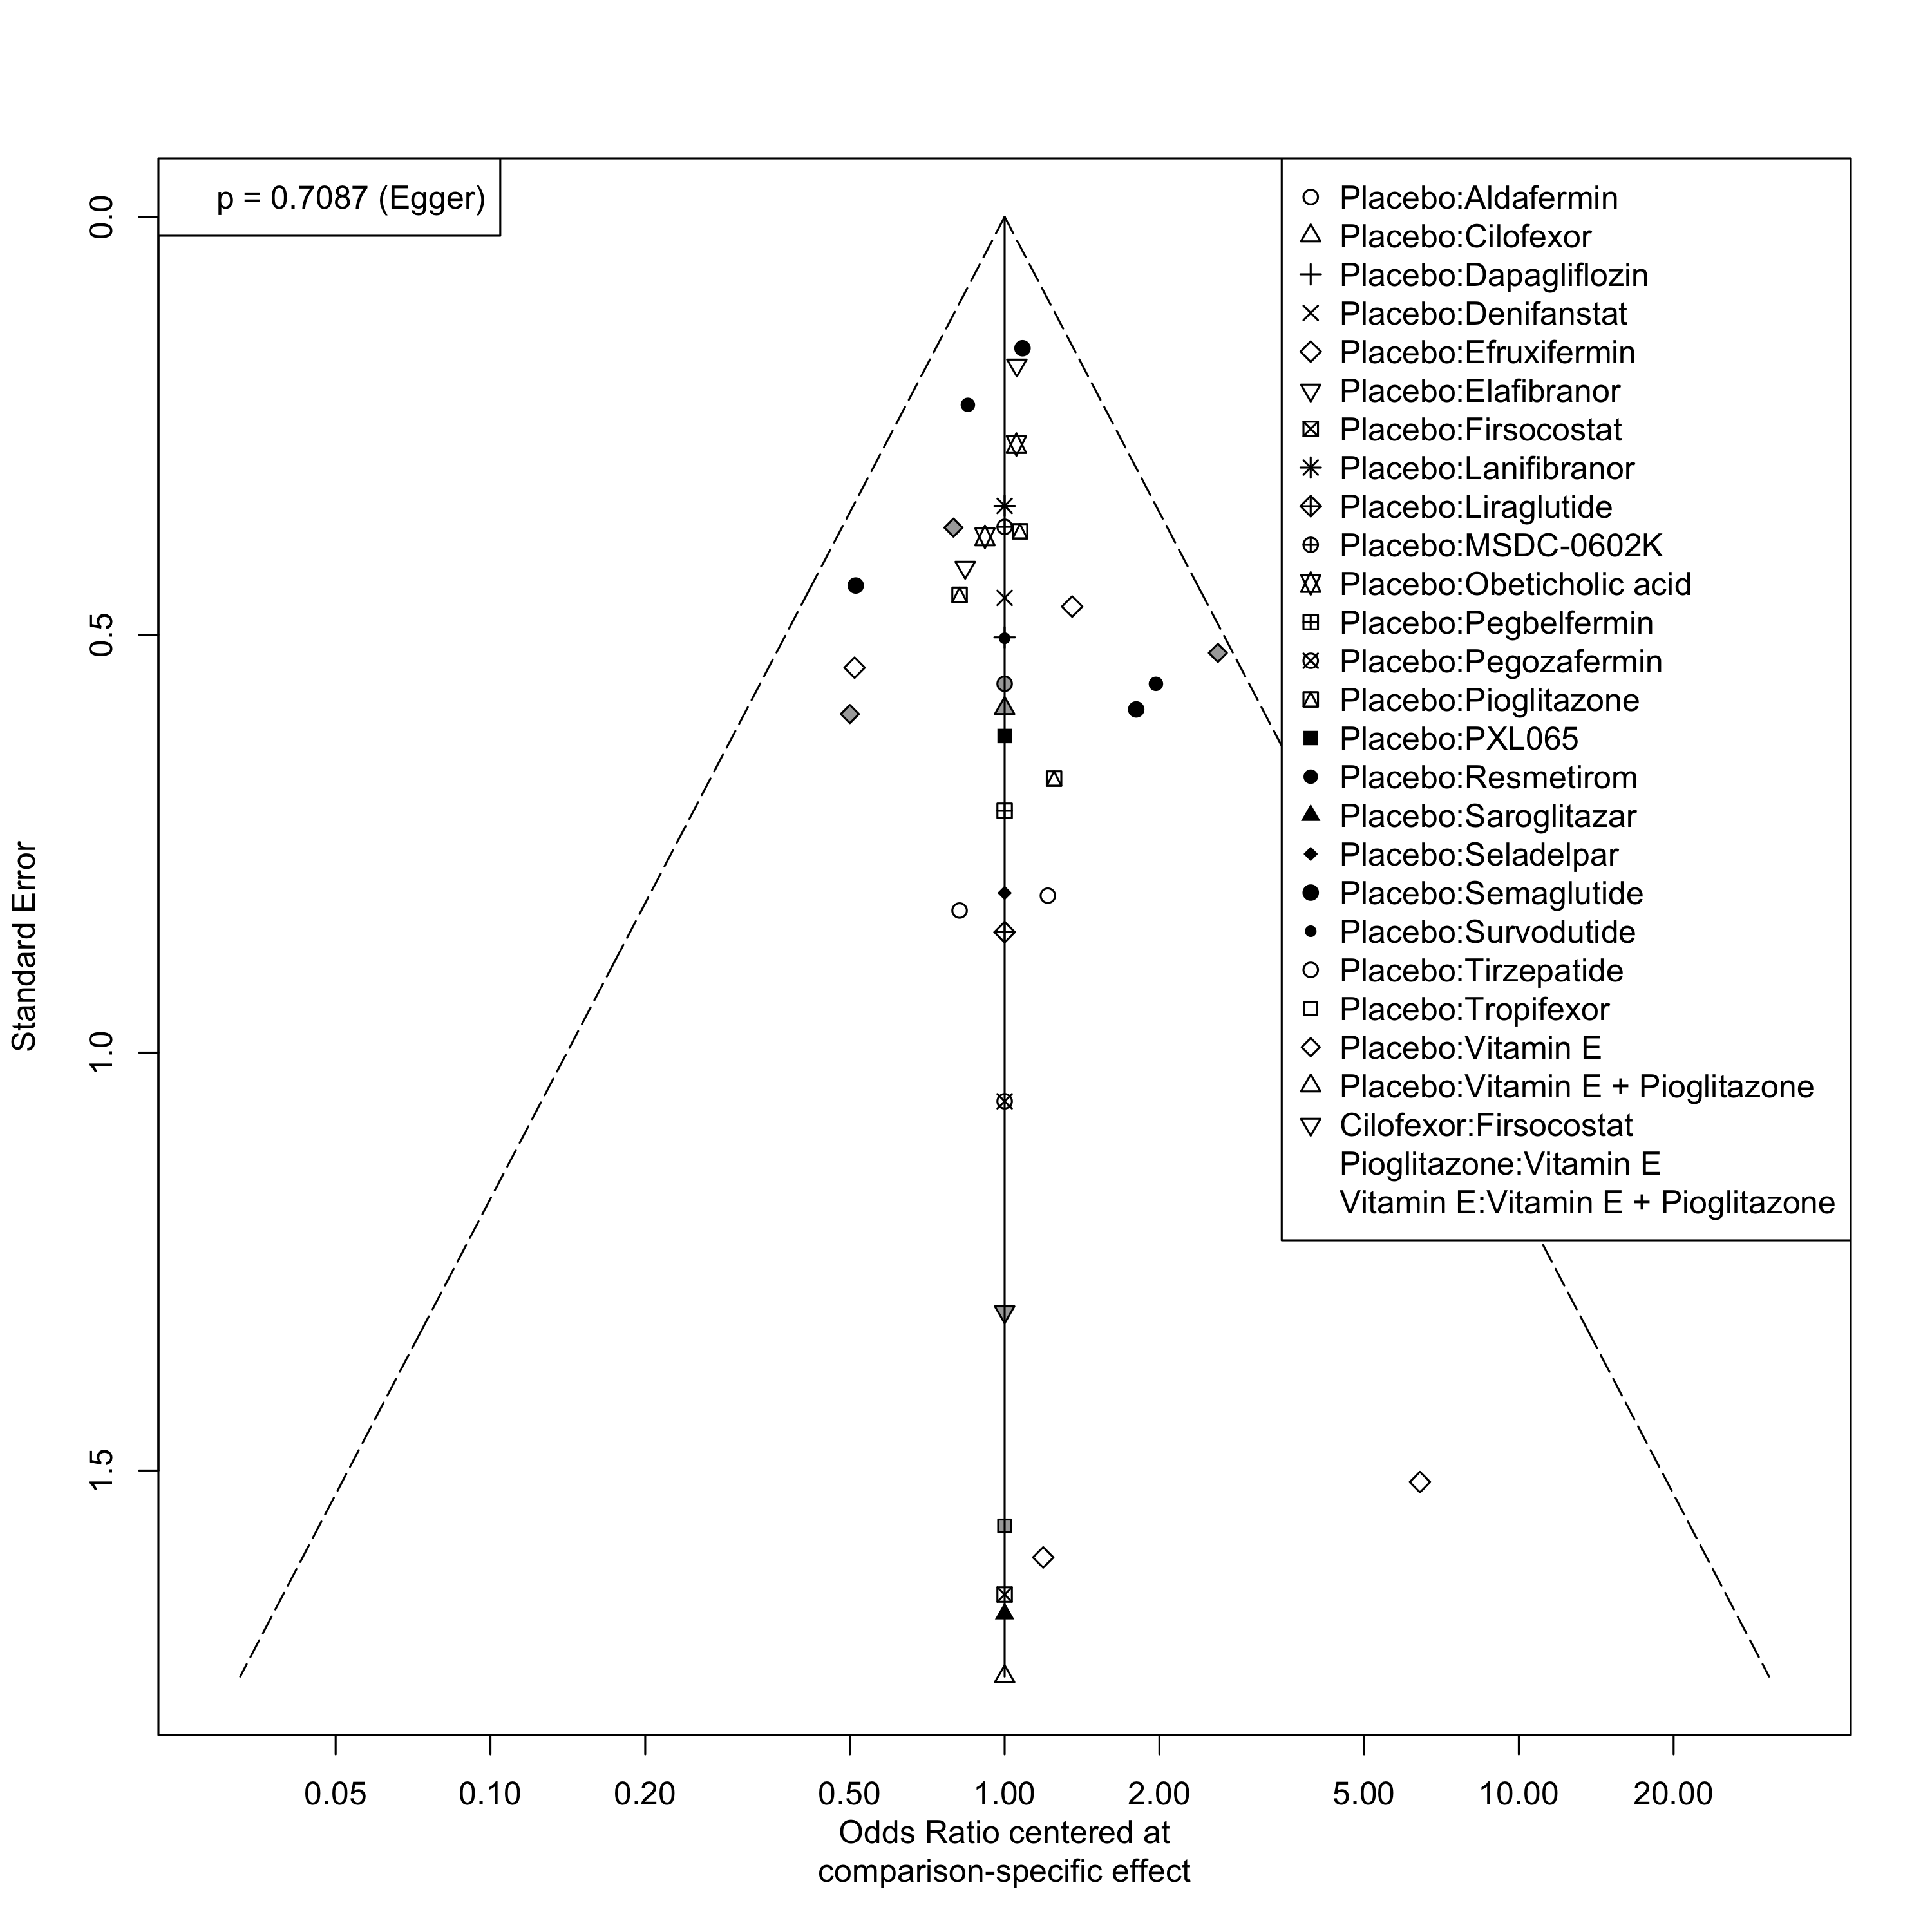 p = 0.7087 (Egger)
Placebo:Aldafermin
Placebo:Cilofexor
Placebo:Dapagliflozin
Placebo:Denifanstat
Placebo:Efruxifermin
Placebo:Elafibranor
Placebo:Firsocostat
Placebo:Lanifibranor
Placebo:Liraglutide
Placebo:MSDC-0602K
Placebo:Obeticholic acid
Placebo:Pegbelfermin
Placebo:Pegozafermin
Placebo:Pioglitazone
Placebo:PXL065
Placebo:Resmetirom
Placebo:Saroglitazar
Placebo:Seladelpar
Placebo:Semaglutide
Placebo:Survodutide
Placebo:Tirzepatide
Placebo:Tropifexor
Placebo:Vitamin E
Placebo:Vitamin E + Pioglitazone
Cilofexor:Firsocostat
Pioglitazone:Vitamin E
Vitamin E:Vitamin E + Pioglitazone
Standard Error
0.0
0.5
1.0
1.5
0.05 0.10 0.20 0.50 1.00 2.00 5.00 10.00 20.00
Odds Ratio centered at
comparison-specific effect